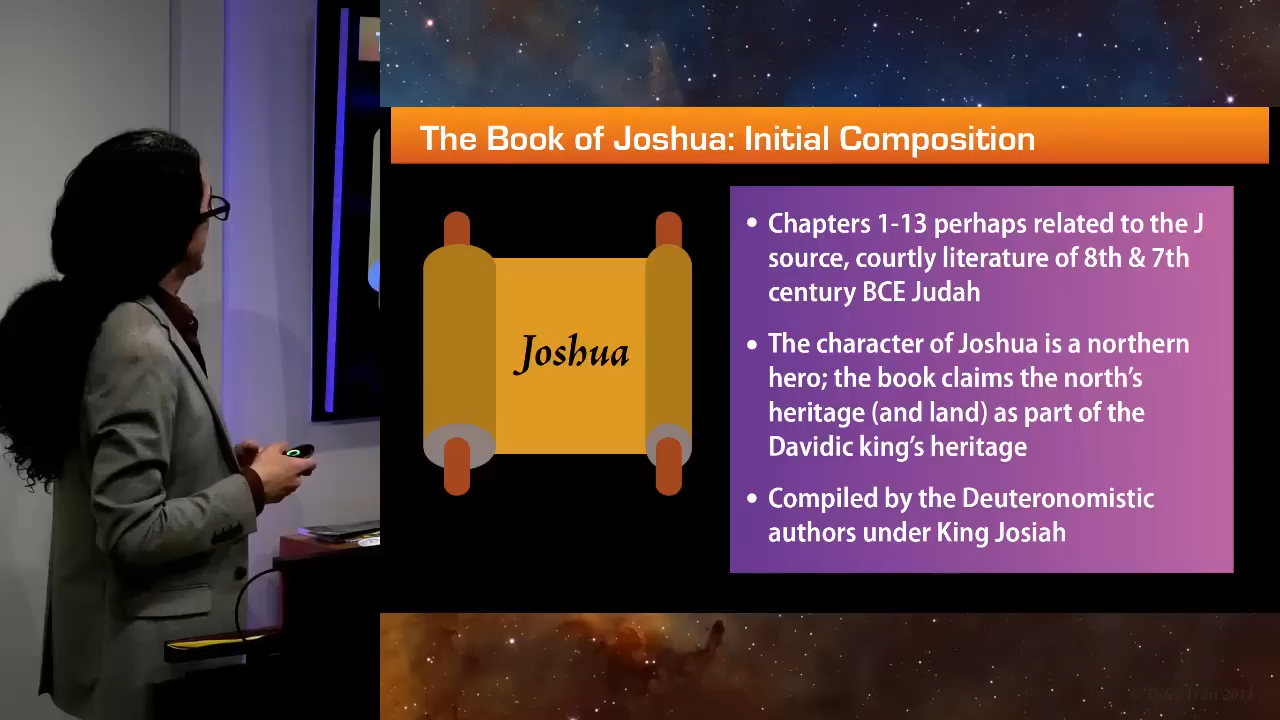 The Book of Joshua: Initial Composition
Joshua
• Chapters 1-13 perhaps related to the J
source, courtly literature of 8th & 7th
century BCE Judah
• The character of Joshua is a northern
hero; the book claims the north's
heritage (and land) as part of the
Davidic king's heritage
• Compiled by the Deuteronomistic
authors under King Josiah